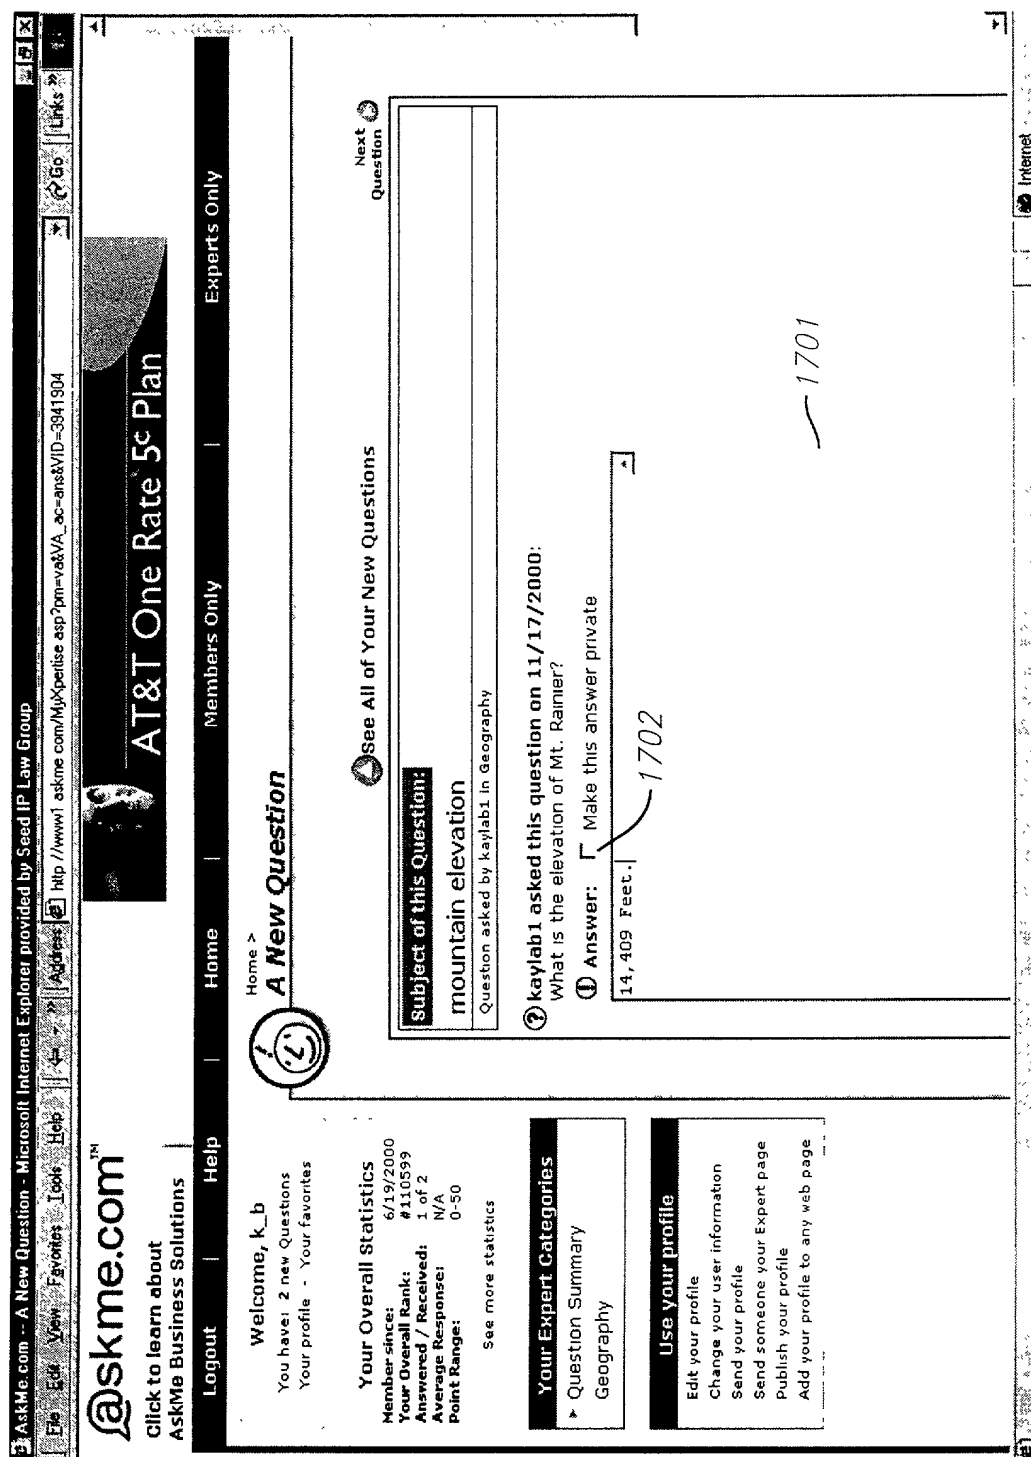 AskMe.com -- A New Question - Microsoft Internet Explorer provided by Seed IP Law Group
File Edit View Favorites Tools Help » Address http //www1 askme com/MyXpertise asp?pm=va&VA_ac=ans&VID=3941904 Go Links »
@skme.com™
Click to learn about
AskMe Business Solutions
AT&T One Rate 5¢ Plan
Logout | Help | Home | Members Only | Experts Only
Welcome, k_b
You have: 2 new Questions
Your profile - Your favorites
Your Overall Statistics
Member since: 6/19/2000
Your Overall Rank: #110599
Answered / Received: 1 of 2
Average Response: N/A
Point Range: 0-50
See more statistics
Your Expert Categories
► Question Summary
Geography
Use your profile
Edit your profile
Change your user information
Send your profile
Send someone your Expert page
Publish your profile
Add your profile to any web page
Home >
A New Question
See All of Your New Questions
Next
Question
Subject of this Question:
mountain elevation
Question asked by kaylab1 in Geography
kaylab1 asked this question on 11/17/2000:
What is the elevation of Mt. Rainier?
Answer: Make this answer private
14,409 Feet.
1702
1701
Internet